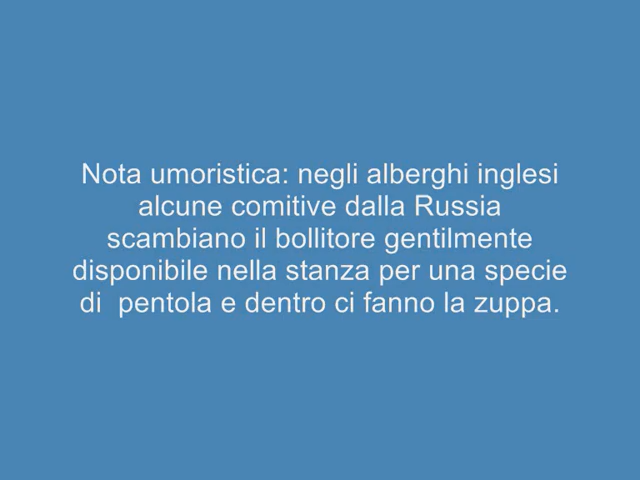 Nota umoristica: negli alberghi inglesi
alcune comitive dalla Russia
scambiano il bollitore gentilmente
disponibile nella stanza per una specie
di  pentola e dentro ci fanno la zuppa.